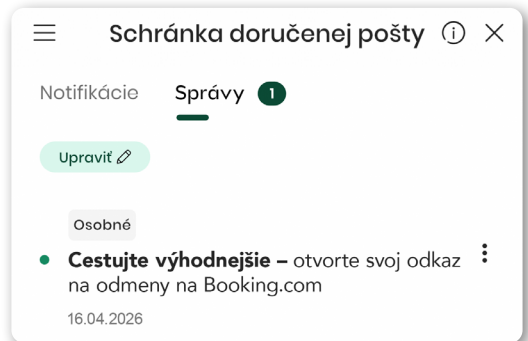 Schránka doručenej pošty
Notifikácie Správy 1
Upraviť
Osobné
Cestujte výhodnejšie – otvorte svoj odkaz
na odmeny na Booking.com
16.04.2026